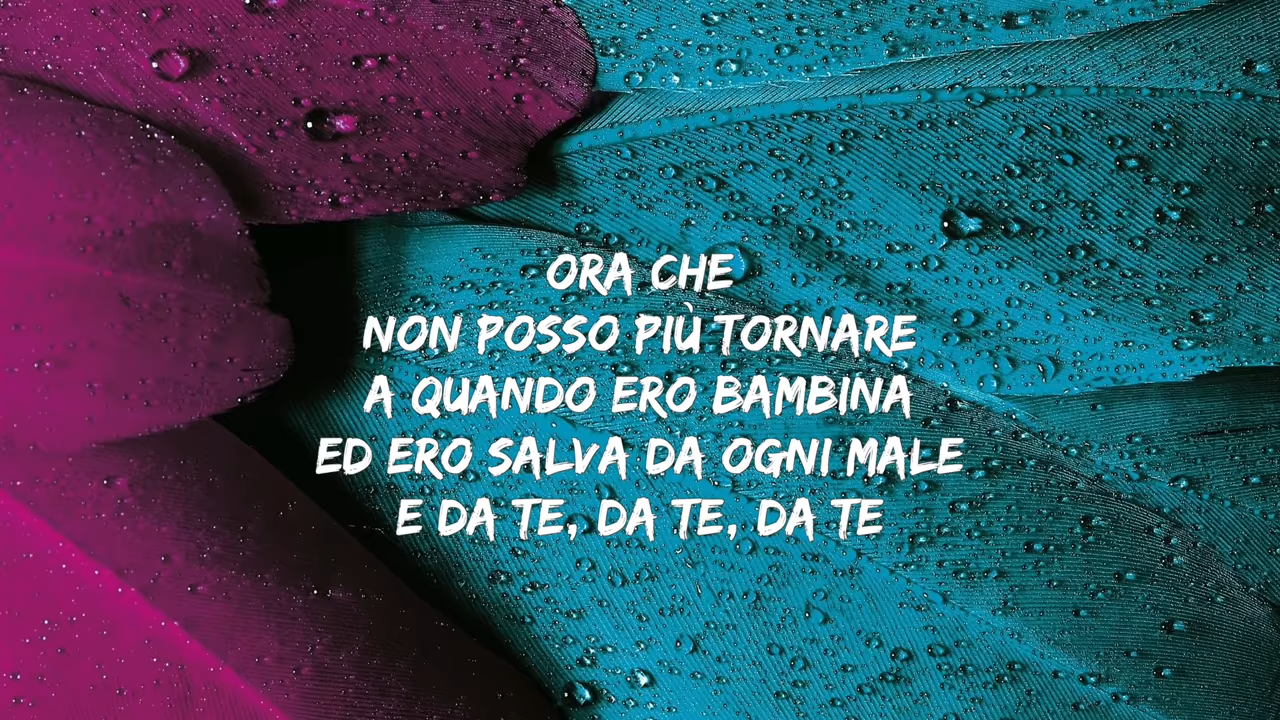 ORA CHE
NON POSSO PIÙ TORNARE
A QUANDO ERO BAMBINA
ED ERO SALVA DA OGNI MALE
E DA TE, DA TE, DA TE